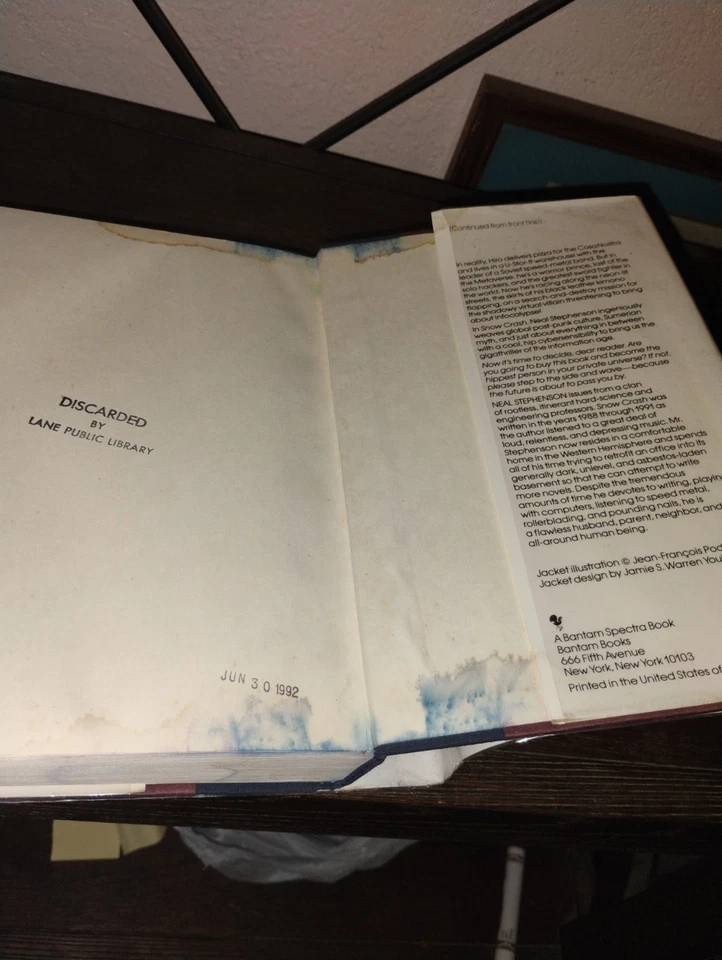 DISCARDED
BY
LANE PUBLIC LIBRARY
JUN 30 1992
(Continued from front flap)
In reality, Hiro delivers pizza for the CosaNostra
and lives in a U-Stor-It warehouse with the
leader of a Soviet speed-metal band. But in
the Metaverse, he's a warrior prince, last of the
solo hackers, and the greatest sword fighter in
the world. Now he's racing along the neon-lit
streets, the skirts of his black leather kimono
flapping, on a search-and-destroy mission for
the shadowy virtual villain threatening to bring
about infocalypse!
In Snow Crash, Neal Stephenson ingeniously
weaves global post-punk culture, Sumerian
myth, and just about everything in between
with a cool, hip cybersensibility to bring us the
gigathriller of the information age.
Now it's time to decide, dear reader. Are
you going to buy this book and become the
hippest person in your private universe? If not,
please step to the side and wave—because
the future is about to pass you by.
NEAL STEPHENSON issues from a clan
of rootless, itinerant hard-science and
engineering professors. Snow Crash was
written in the years 1988 through 1991 as
the author listened to a great deal of
loud, relentless, and depressing music. Mr.
Stephenson now resides in a comfortable
home in the Western Hemisphere and spends
all of his time trying to retrofit an office into its
generally dark, unlevel, and asbestos-laden
basement so that he can attempt to write
more novels. Despite the tremendous
amounts of time he devotes to writing, playing
with computers, listening to speed metal,
rollerblading, and pounding nails, he is
a flawless husband, parent, neighbor, and
all-around human being.
Jacket illustration © Jean-François Pod
Jacket design by Jamie S. Warren You
A Bantam Spectra Book
Bantam Books
666 Fifth Avenue
New York, New York 10103
Printed in the United States of